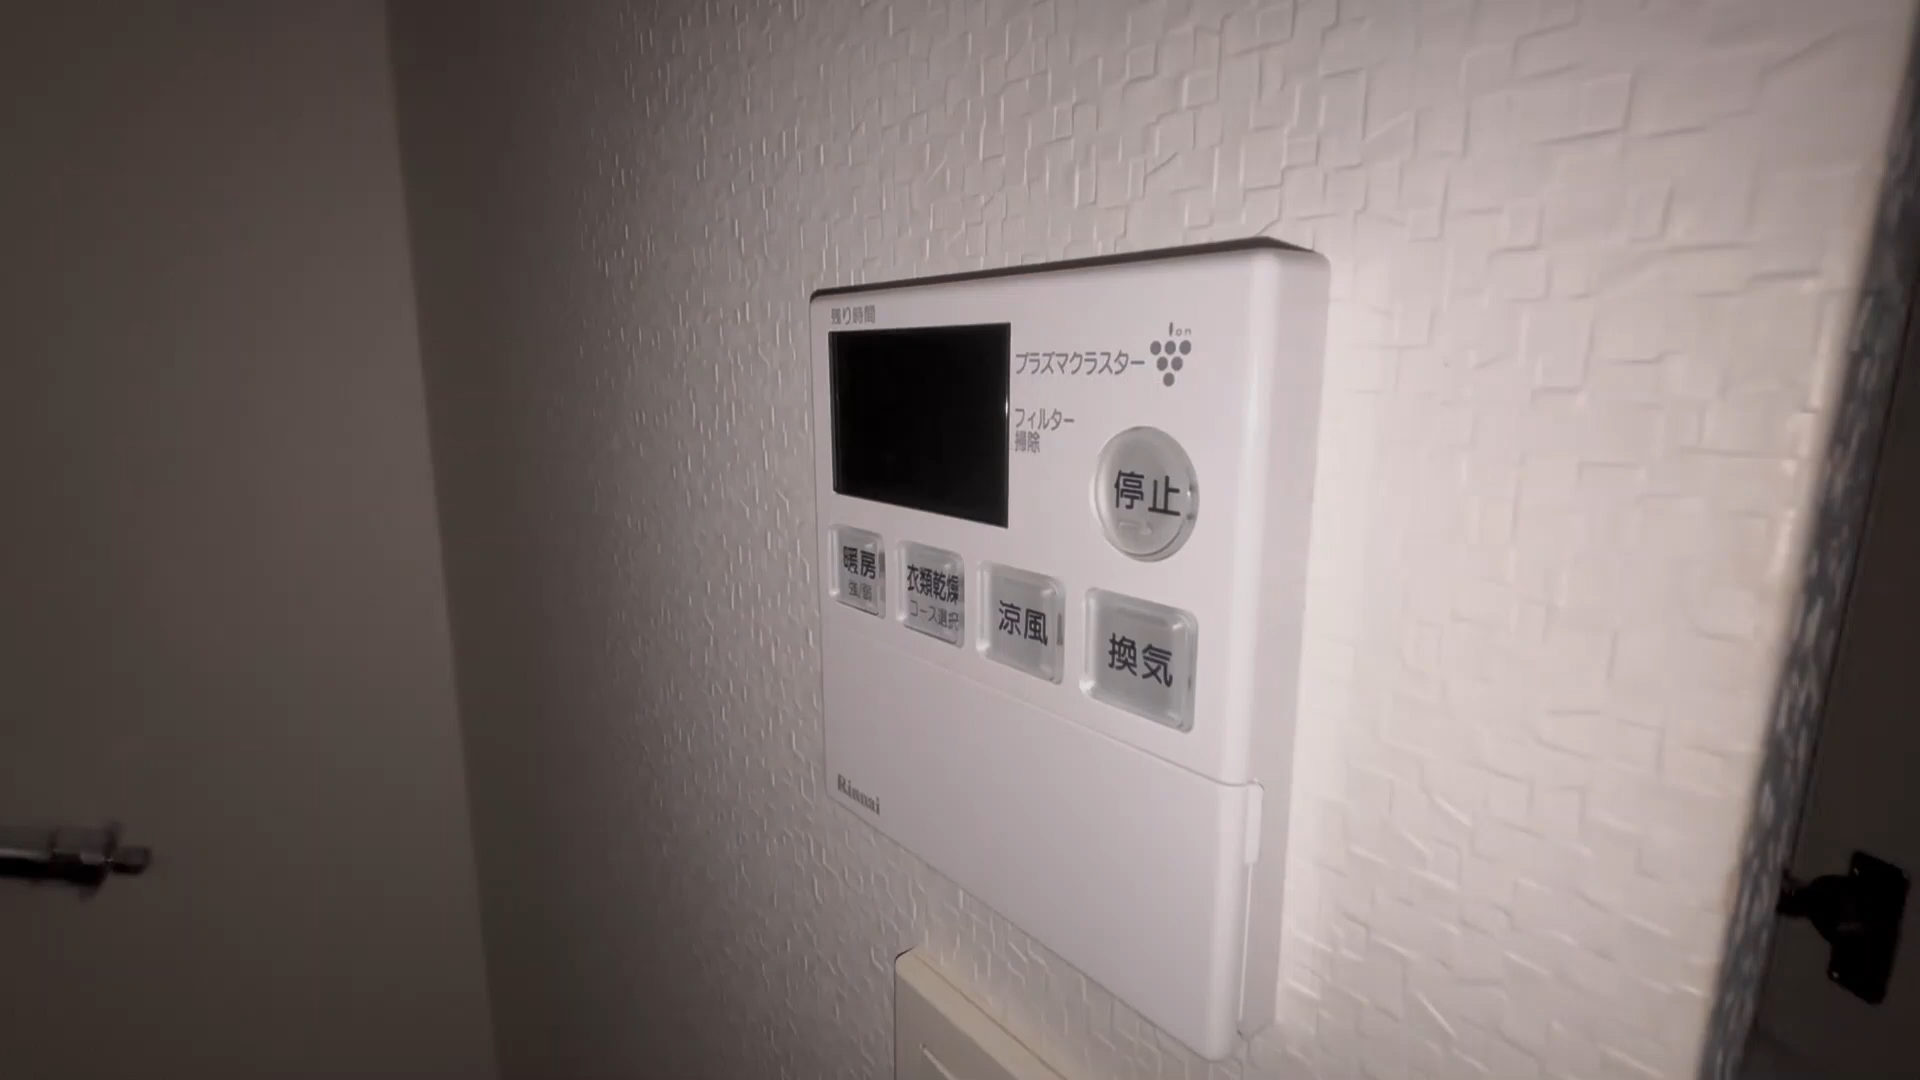 残り時間
Ion
プラズマクラスター
フィルター
掃除
停止
暖房
強/弱
衣類乾燥
コース選択
涼風
換気
Rinnai